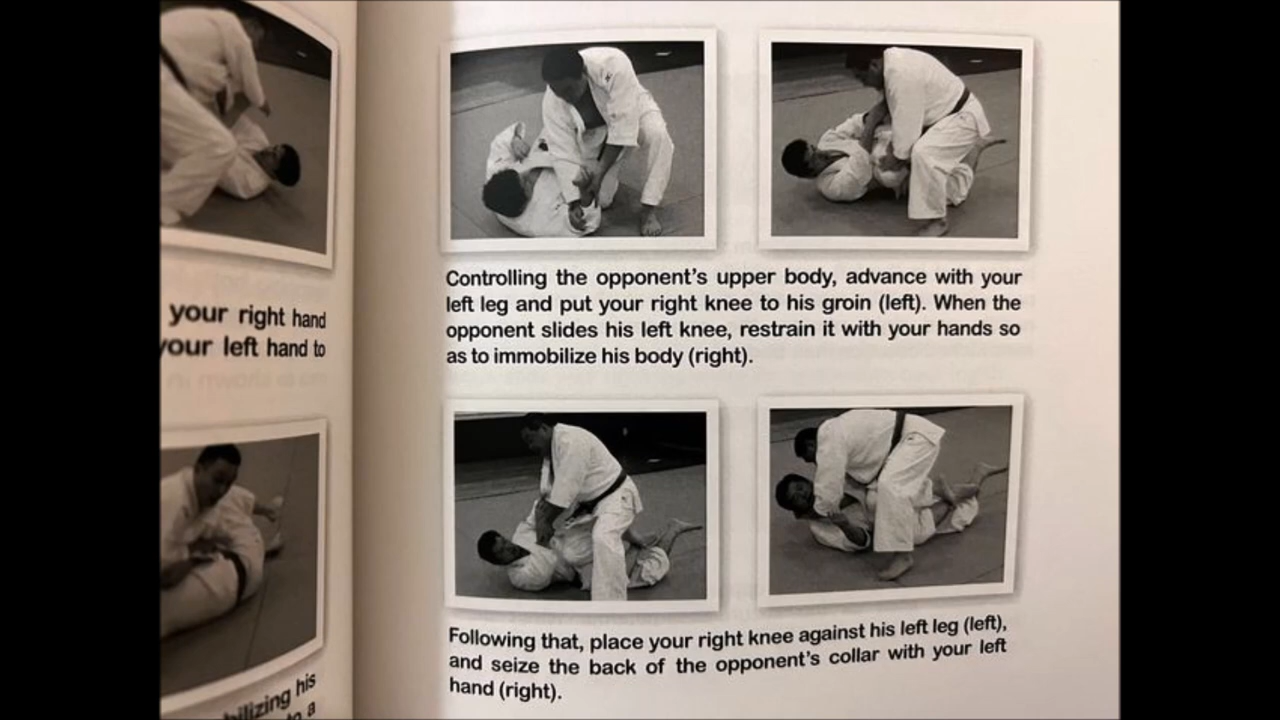 your right hand
your left hand to
his
to a
Controlling the opponent's upper body, advance with your
left leg and put your right knee to his groin (left). When the
opponent slides his left knee, restrain it with your hands so
as to immobilize his body (right).
Following that, place your right knee against his left leg (left),
and seize the back of the opponent's collar with your left
hand (right).